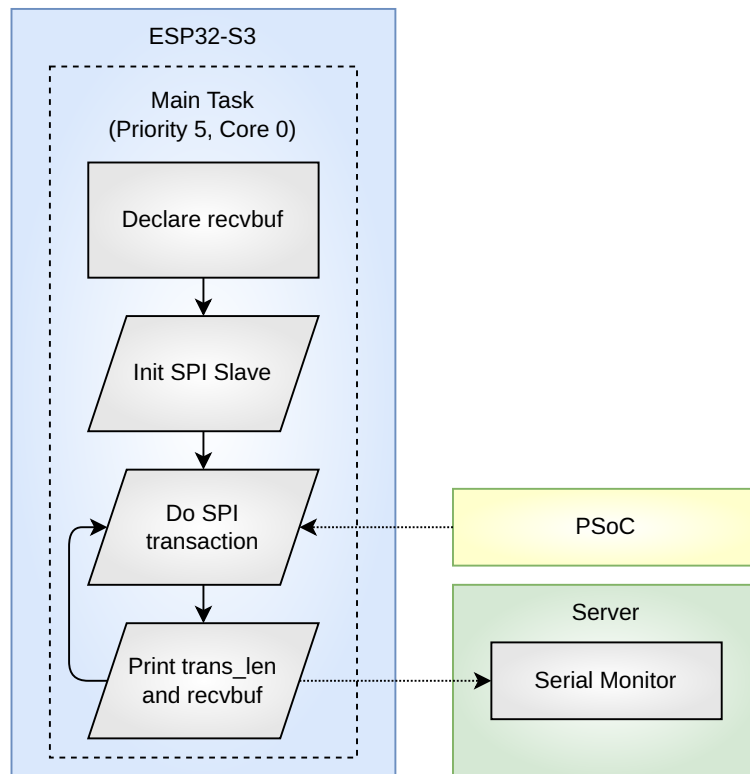 ESP32-S3
Main Task
(Priority 5, Core 0)
Declare recvbuf
Init SPI Slave
Do SPI
transaction
PSoC
Server
Print trans_len
and recvbuf
Serial Monitor